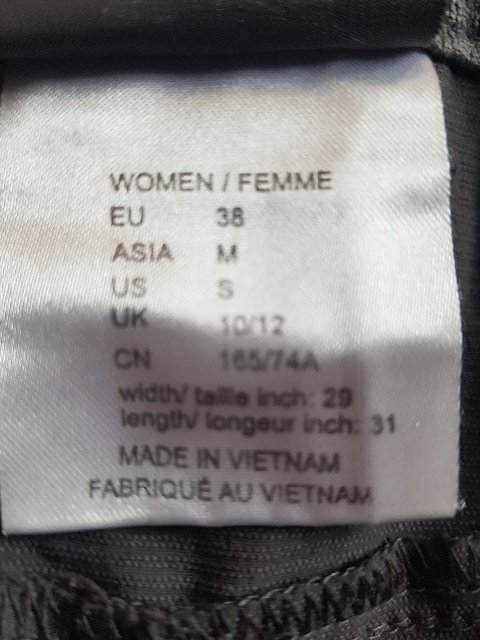 WOMEN / FEMME
EU 38
ASIA M
US S
UK 10/12
CN 165/74A
width/ taille inch: 29
length/ longeur inch: 31
MADE IN VIETNAM
FABRIQUÉ AU VIETNAM